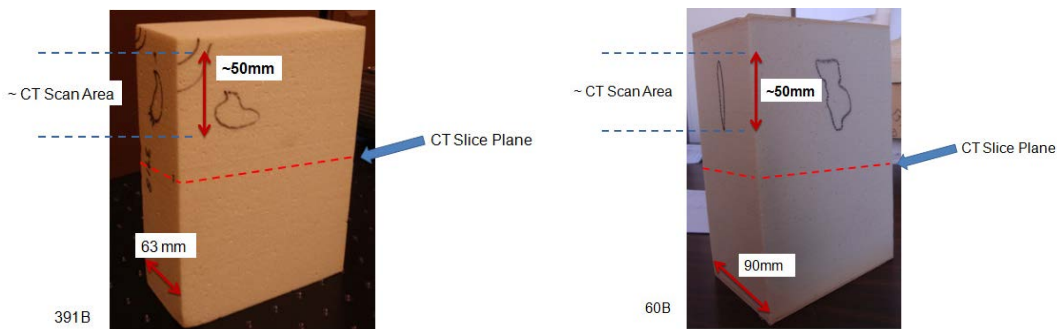 ~50mm
~ CT Scan Area
CT Slice Plane
63 mm
391B
~50mm
~ CT Scan Area
CT Slice Plane
90mm
60B